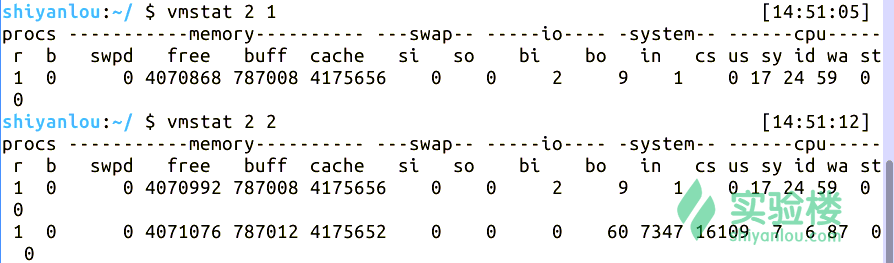 shiyanlou:~/ $ vmstat 2 1                                        [14:51:05]
procs -----------memory---------- ---swap-- -----io---- -system-- ------cpu-----
 r  b   swpd   free   buff  cache   si   so    bi    bo   in   cs us sy id wa st
 1  0      0 4070868 787008 4175656    0    0     2     9    1    0 17 24 59  0
 0
shiyanlou:~/ $ vmstat 2 2                                        [14:51:12]
procs -----------memory---------- ---swap-- -----io---- -system-- ------cpu-----
 r  b   swpd   free   buff  cache   si   so    bi    bo   in   cs us sy id wa st
 1  0      0 4070992 787008 4175656    0    0     2     9    1    0 17 24 59  0
 0
 1  0      0 4071076 787012 4175652    0    0     0    60 7347 16109  7  6 87  0
  0
实验楼
shiyanlou.com